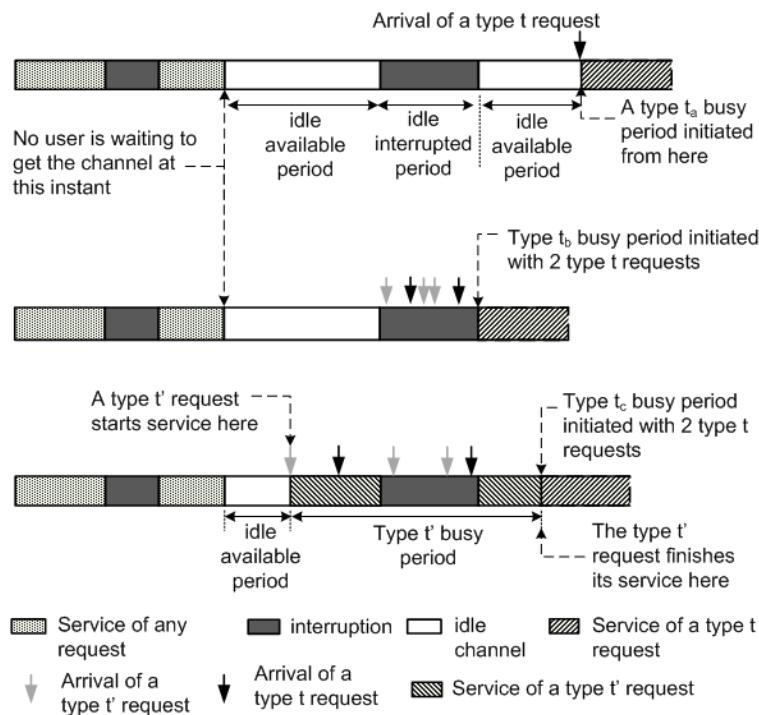 Arrival of a type t request
idle
available
period
idle
interrupted
period
idle
available
period
A type ta busy
period initiated
from here
No user is waiting to
get the channel at
this instant
Type tb busy period initiated
with 2 type t requests
A type t' request
starts service here
Type tc busy period
initiated with 2 type t
requests
idle
available
period
Type t' busy
period
The type t'
request finishes
its service here
Service of any
request
interruption
idle
channel
Service of a type t
request
Arrival of a
type t' request
Arrival of a
type t request
Service of a type t' request